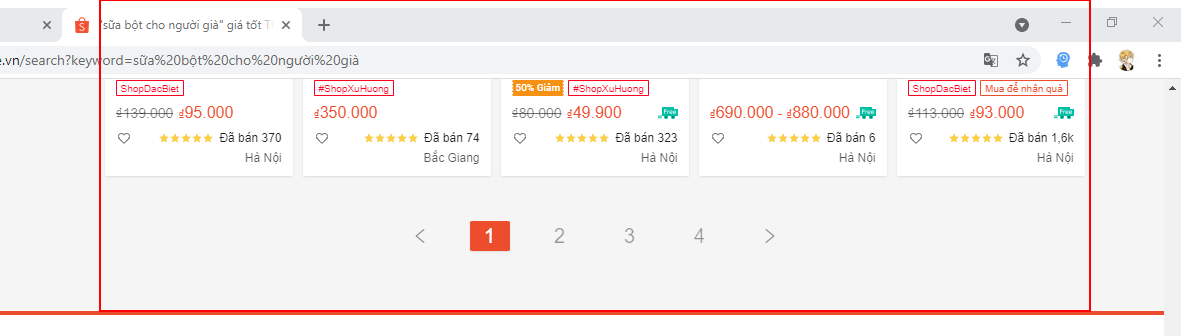 "sữa bột cho người già" giá tốt T
e.vn/search?keyword=sữa%20bột%20cho%20người%20già
ShopDacBiet #ShopXuHuong 50% Giảm #ShopXuHuong ShopDacBiet Mua để nhận quà
₫139.000 ₫95.000 ₫350.000 ₫80.000 ₫49.900 Free ₫690.000 - ₫880.000 Free ₫113.000 ₫93.000 Free
Đã bán 370 Đã bán 74 Đã bán 323 Đã bán 6 Đã bán 1,6k
Hà Nội Bắc Giang Hà Nội Hà Nội Hà Nội
1 2 3 4